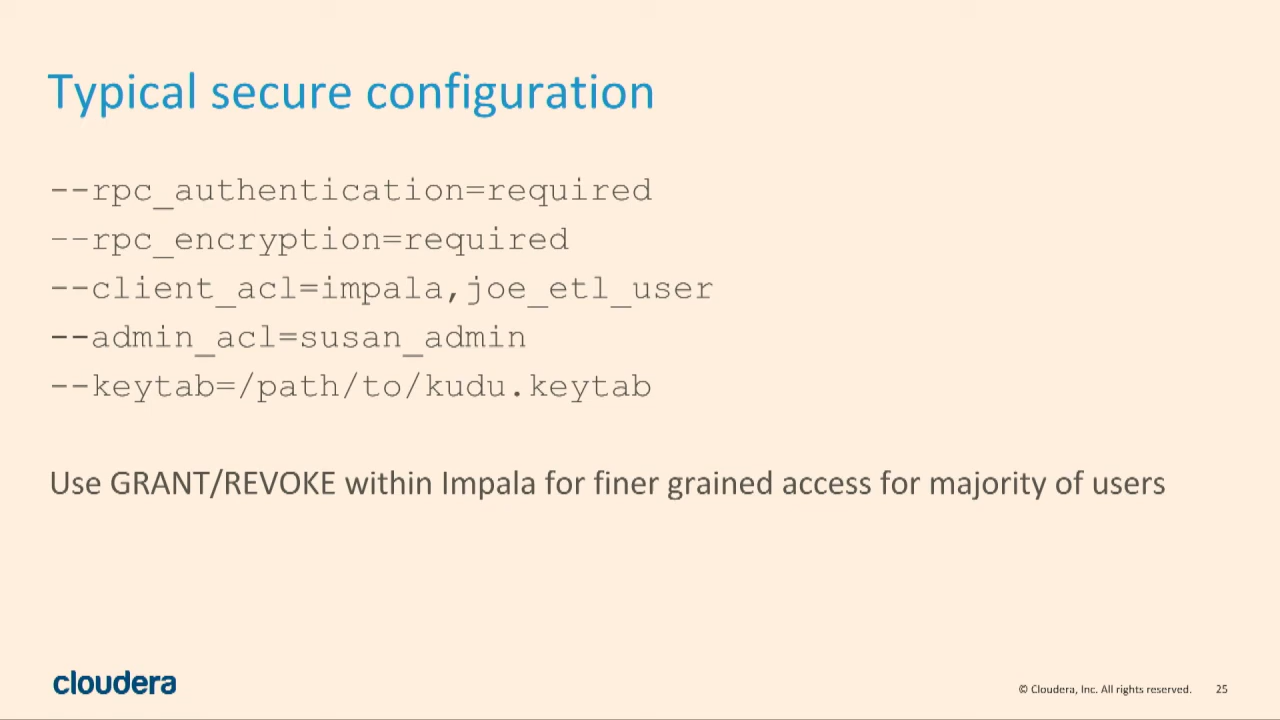 Typical secure configuration
--rpc_authentication=required
--rpc_encryption=required
--client_acl=impala,joe_etl_user
--admin_acl=susan_admin
--keytab=/path/to/kudu.keytab
Use GRANT/REVOKE within Impala for finer grained access for majority of users
cloudera
© Cloudera, Inc. All rights reserved. 25